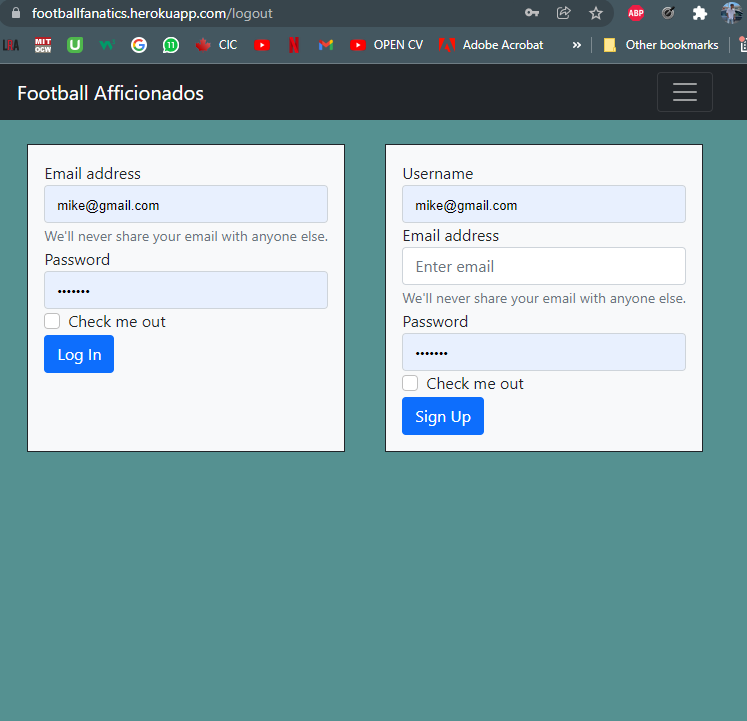 footballfanatics.herokuapp.com/logout
ABP
MIT OCW
U
G
11
CIC
OPEN CV
Adobe Acrobat
»
Other bookmarks
Football Afficionados
Email address
mike@gmail.com
We'll never share your email with anyone else.
Password
•••••••
Check me out
Log In
Username
mike@gmail.com
Email address
Enter email
We'll never share your email with anyone else.
Password
•••••••
Check me out
Sign Up